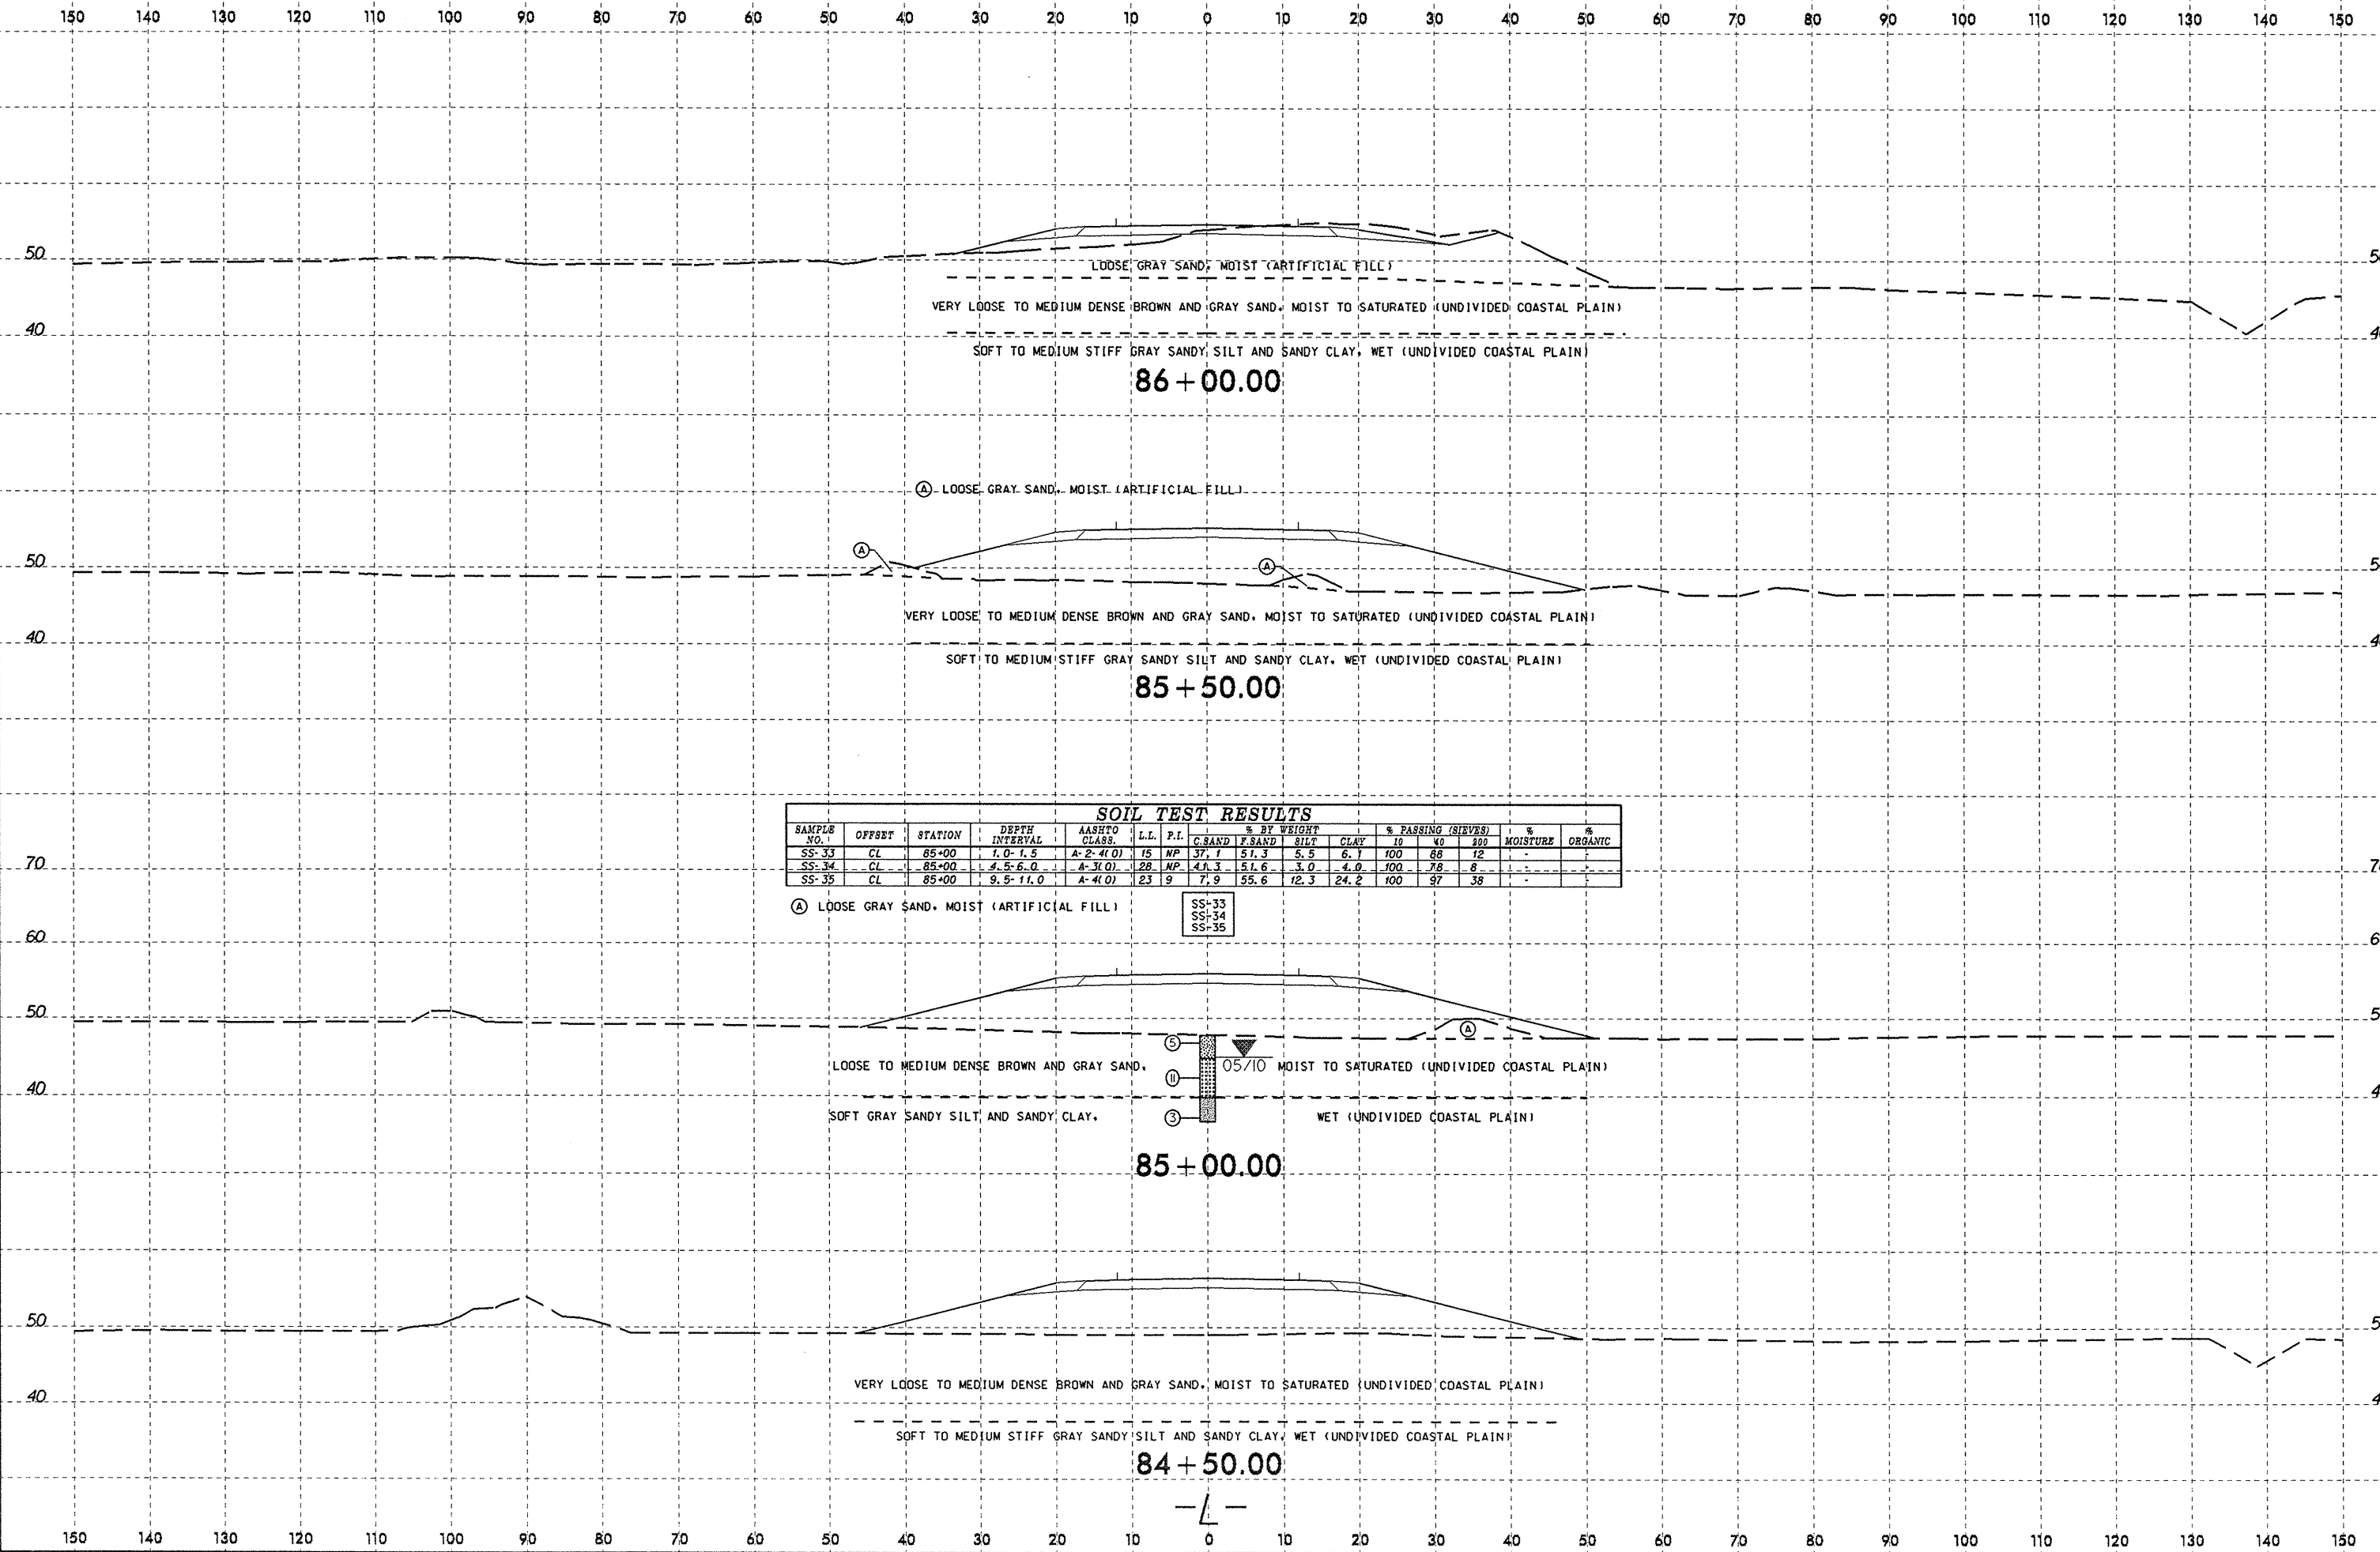 150 140 130 120 110 100 90 80 70 60 50 40 30 20 10 0 10 20 30 40 50 60 70 80 90 100 110 120 130 140 150
50 5
LOOSE GRAY SAND, MOIST (ARTIFICIAL FILL)
VERY LOOSE TO MEDIUM DENSE BROWN AND GRAY SAND, MOIST TO SATURATED (UNDIVIDED COASTAL PLAIN)
40 4
SOFT TO MEDIUM STIFF GRAY SANDY SILT AND SANDY CLAY, WET (UNDIVIDED COASTAL PLAIN)
86+00.00
A LOOSE GRAY SAND, MOIST (ARTIFICIAL FILL)
A
50 A 5
VERY LOOSE TO MEDIUM DENSE BROWN AND GRAY SAND, MOIST TO SATURATED (UNDIVIDED COASTAL PLAIN)
40 4
SOFT TO MEDIUM STIFF GRAY SANDY SILT AND SANDY CLAY, WET (UNDIVIDED COASTAL PLAIN)
85+50.00
SOIL TEST RESULTS
SAMPLE NO. OFFSET STATION DEPTH INTERVAL AASHTO CLASS. L.L. P.I. % BY WEIGHT % PASSING (SIEVES) % MOISTURE % ORGANIC
C.SAND F.SAND SILT CLAY 10 40 200
SS-33 CL 85+00 1.0-1.5 A-2-4(0) 15 NP 37.1 51.3 5.5 6.1 100 88 12 - -
SS-34 CL 85+00 4.5-6.0 A-3(0) 28 NP 41.3 51.6 3.0 4.0 100 78 8 - -
SS-35 CL 85+00 9.5-11.0 A-4(0) 23 9 7.9 55.6 12.3 24.2 100 97 38 - -
70 7
A LOOSE GRAY SAND, MOIST (ARTIFICIAL FILL)
SS-33
SS-34
SS-35
60 6
50 5
A
5
LOOSE TO MEDIUM DENSE BROWN AND GRAY SAND, 05/10 MOIST TO SATURATED (UNDIVIDED COASTAL PLAIN)
11
40 4
SOFT GRAY SANDY SILT AND SANDY CLAY, 3 WET (UNDIVIDED COASTAL PLAIN)
85+00.00
50 5
VERY LOOSE TO MEDIUM DENSE BROWN AND GRAY SAND, MOIST TO SATURATED (UNDIVIDED COASTAL PLAIN)
40 4
SOFT TO MEDIUM STIFF GRAY SANDY SILT AND SANDY CLAY, WET (UNDIVIDED COASTAL PLAIN)
84+50.00
-L-
150 140 130 120 110 100 90 80 70 60 50 40 30 20 10 0 10 20 30 40 50 60 70 80 90 100 110 120 130 140 150